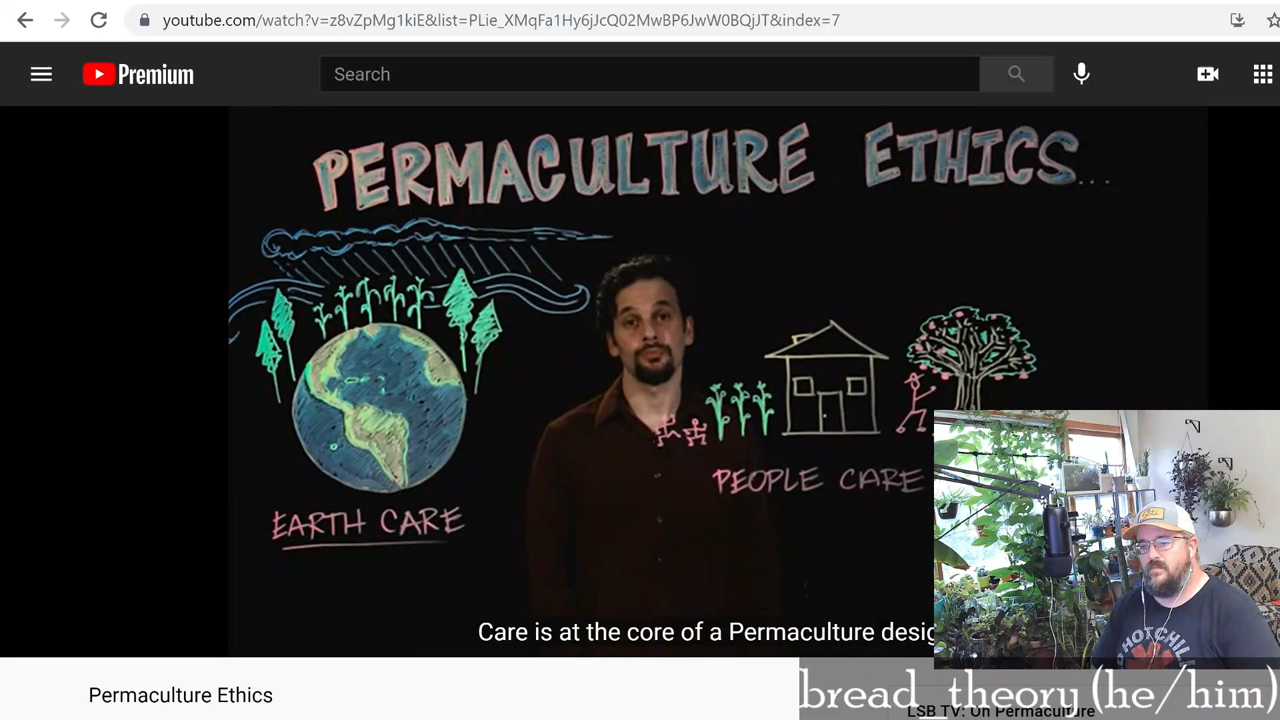 youtube.com/watch?v=z8vZpMg1kiE&list=PLie_XMqFa1Hy6jJcQ02MwBP6JwW0BQjJT&index=7
Premium
Search
PERMACULTURE ETHICS...
EARTH CARE
PEOPLE CARE
Care is at the core of a Permaculture
HOTCHIL
Permaculture Ethics
bread_theory (he/him)
LSB TV: On Permaculture